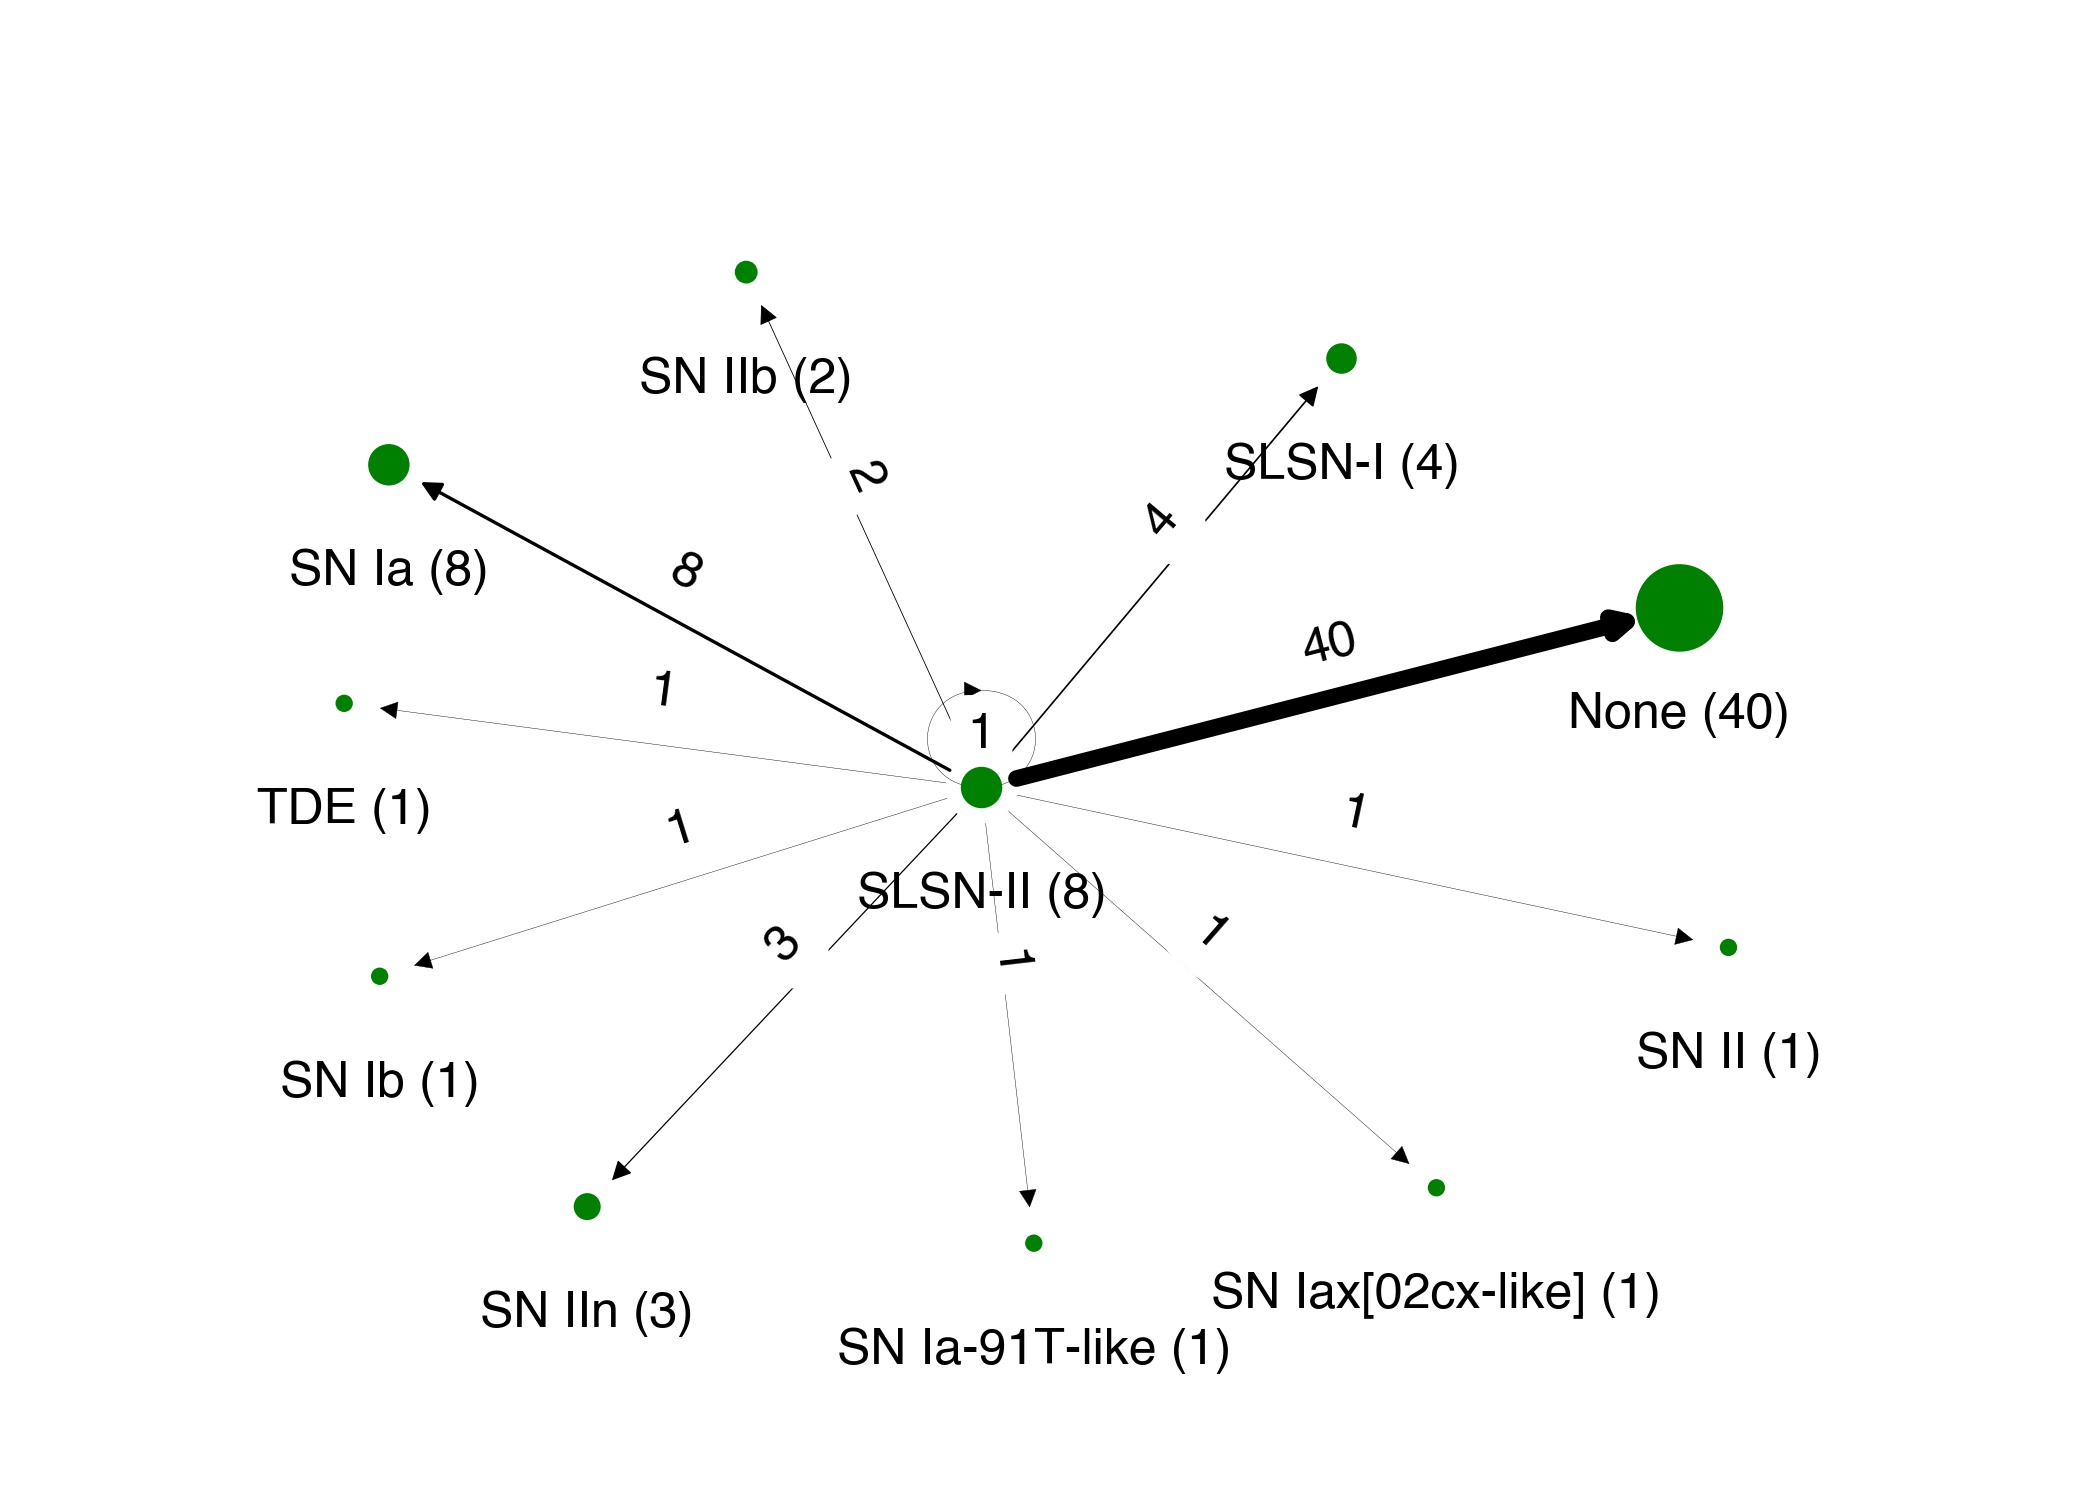 SN IIb (2)
2
SLSN-I (4)
4
SN Ia (8)
8
40
None (40)
1
1
TDE (1)
1
1
SLSN-II (8)
3
1
1
SN II (1)
SN Ib (1)
SN IIn (3)
SN Iax[02cx-like] (1)
SN Ia-91T-like (1)